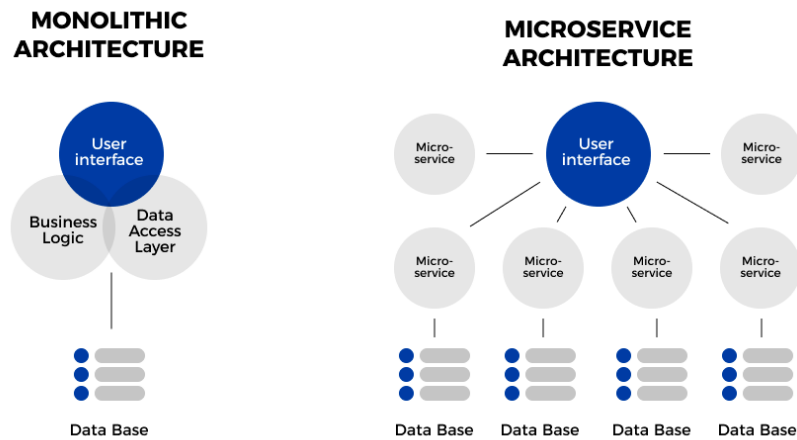 MONOLITHIC
ARCHITECTURE
User
interface
Business
Logic
Data
Access
Layer
Data Base
MICROSERVICE
ARCHITECTURE
Micro-
service
User
interface
Micro-
service
Micro-
service
Micro-
service
Micro-
service
Micro-
service
Data Base
Data Base
Data Base
Data Base